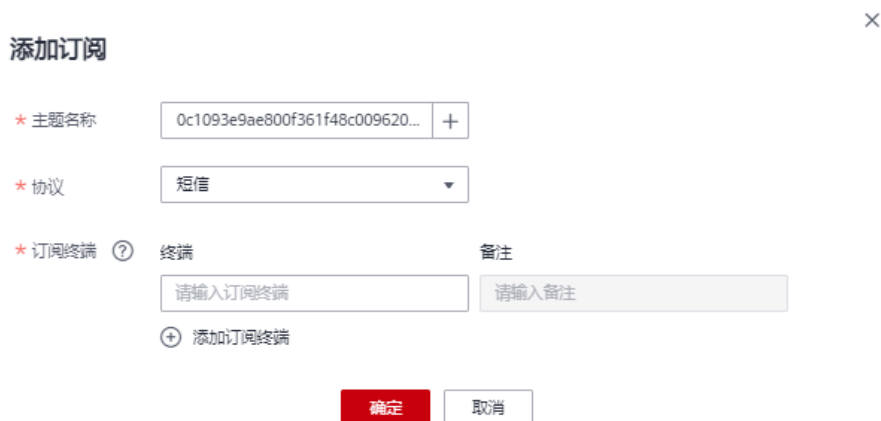 添加订阅
* 主题名称 0c1093e9ae800f361f48c009620...
* 协议 短信
* 订阅终端 ? 终端 备注
请输入订阅终端 请输入备注
添加订阅终端
确定 取消